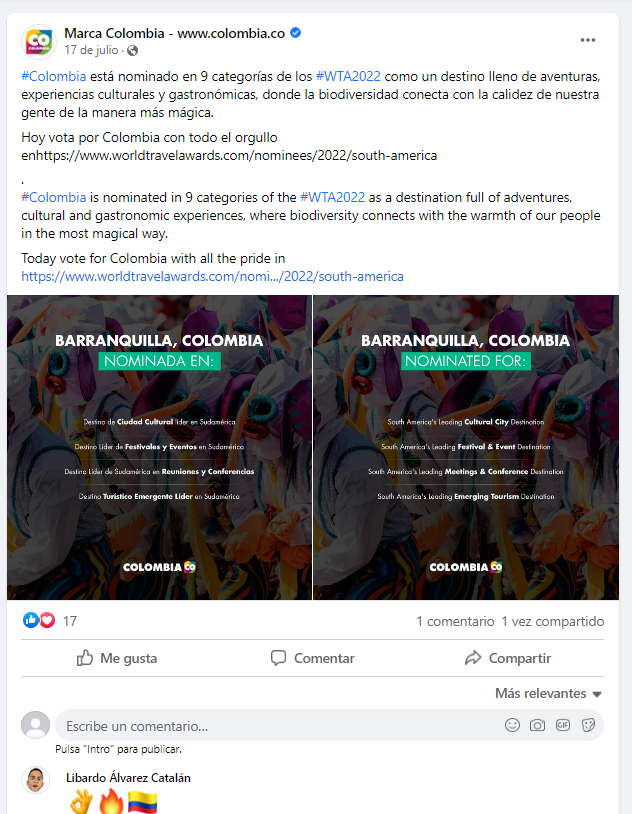 Marca Colombia - www.colombia.co
17 de julio ·
#Colombia está nominado en 9 categorías de los #WTA2022 como un destino lleno de aventuras,
experiencias culturales y gastronómicas, donde la biodiversidad conecta con la calidez de nuestra
gente de la manera más mágica.
Hoy vota por Colombia con todo el orgullo
enhttps://www.worldtravelawards.com/nominees/2022/south-america
.
#Colombia is nominated in 9 categories of the #WTA2022 as a destination full of adventures,
cultural and gastronomic experiences, where biodiversity connects with the warmth of our people
in the most magical way.
Today vote for Colombia with all the pride in
https://www.worldtravelawards.com/nomi.../2022/south-america
BARRANQUILLA, COLOMBIA
NOMINADA EN:
Destino de Ciudad Cultural líder en Sudamérica
Destino Líder de Festivales y Eventos en Sudamérica
Destino Líder de Sudamérica en Reuniones y Conferencias
Destino Turístico Emergente Líder en Sudamérica
COLOMBIA CO
BARRANQUILLA, COLOMBIA
NOMINATED FOR:
South America's Leading Cultural City Destination
South America's Leading Festival & Event Destination
South America's Leading Meetings & Conference Destination
South America's Leading Emerging Tourism Destination
COLOMBIA CO
17
1 comentario 1 vez compartido
Me gusta
Comentar
Compartir
Más relevantes
Escribe un comentario...
GIF
Pulsa "Intro" para publicar.
Libardo Álvarez Catalán
👌🔥🇨🇴